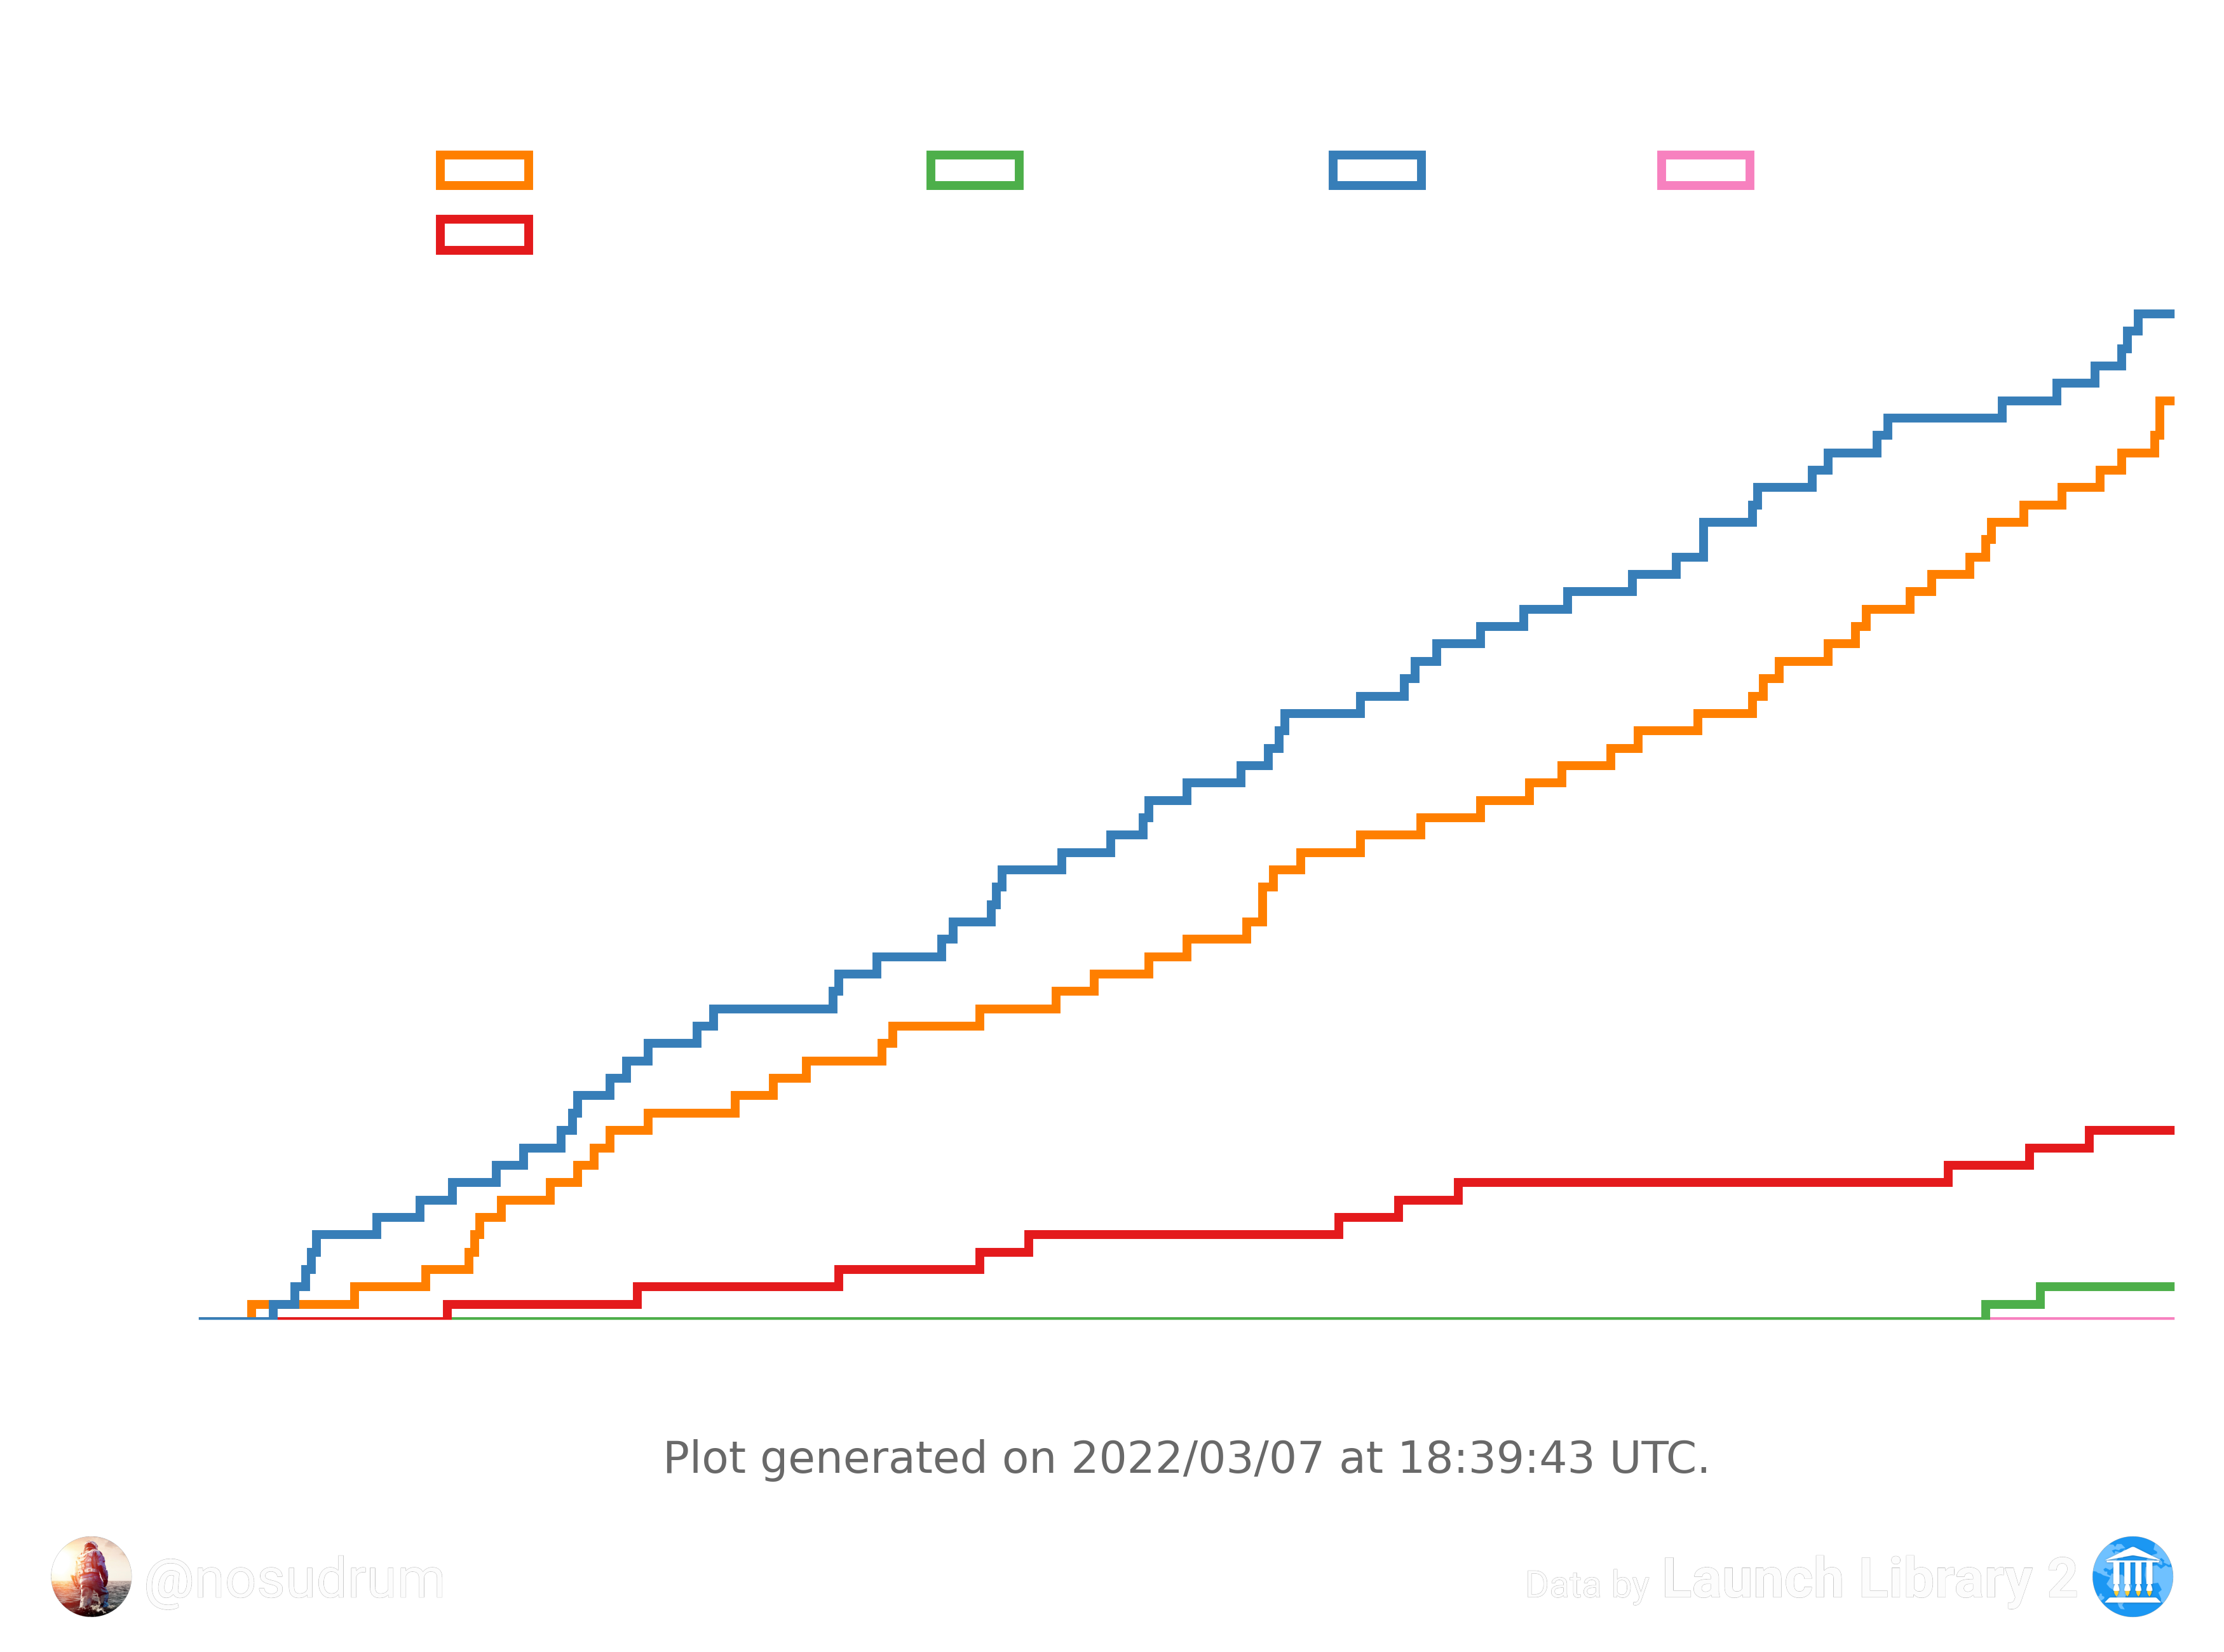 Plot generated on 2022/03/07 at 18:39:43 UTC.
@nosudrum
Data by Launch Library 2